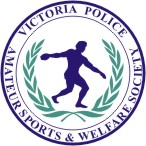 VICTORIA POLICE
AMATEUR SPORTS & WELFARE SOCIETY